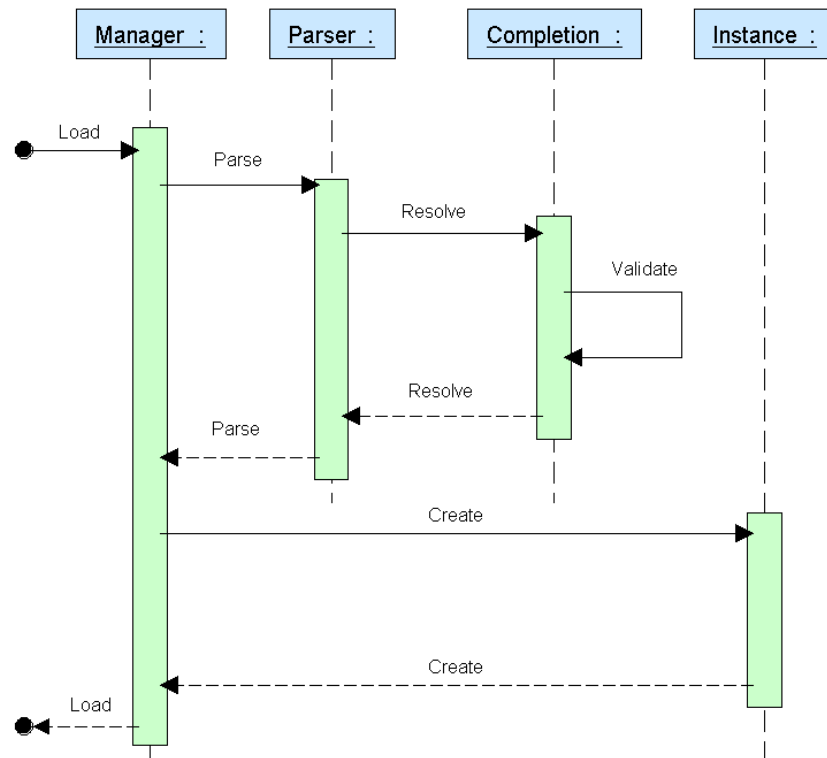 Manager :
Parser :
Completion :
Instance :
Load
Parse
Resolve
Validate
Resolve
Parse
Create
Create
Load